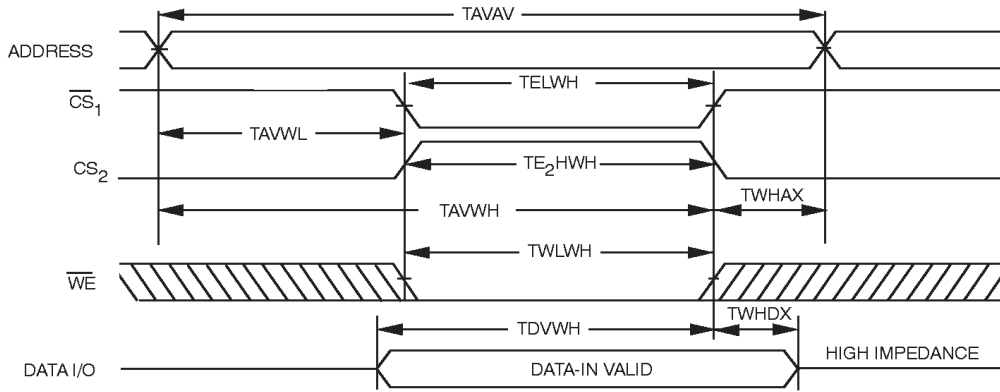 TAVAV
ADDRESS
TELWH
CS₁
TAVWL
CS₂
TE₂HWH
TAVWH
TWHAX
TWLWH
WE
TWHDX
TDVWH
DATA I/O
DATA-IN VALID
HIGH IMPEDANCE